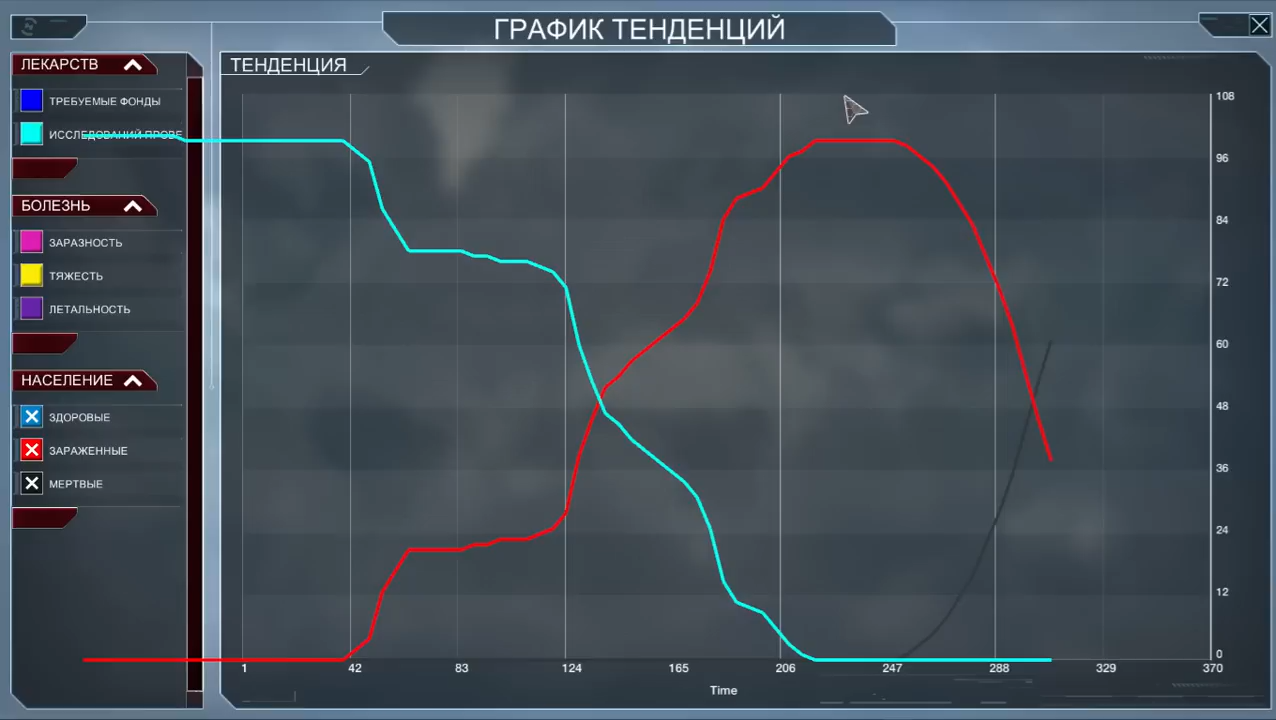 ГРАФИК ТЕНДЕНЦИЙ
ЛЕКАРСТВ
ТРЕБУЕМЫЕ ФОНДЫ
ИССЛЕДОВАНИЙ ПРОВЕ
БОЛЕЗНЬ
ЗАРАЗНОСТЬ
ТЯЖЕСТЬ
ЛЕТАЛЬНОСТЬ
НАСЕЛЕНИЕ
ЗДОРОВЫЕ
ЗАРАЖЕННЫЕ
МЕРТВЫЕ
ТЕНДЕНЦИЯ
108
96
84
72
60
48
36
24
12
0
1 42 83 124 165 206 247 288 329 370
Time